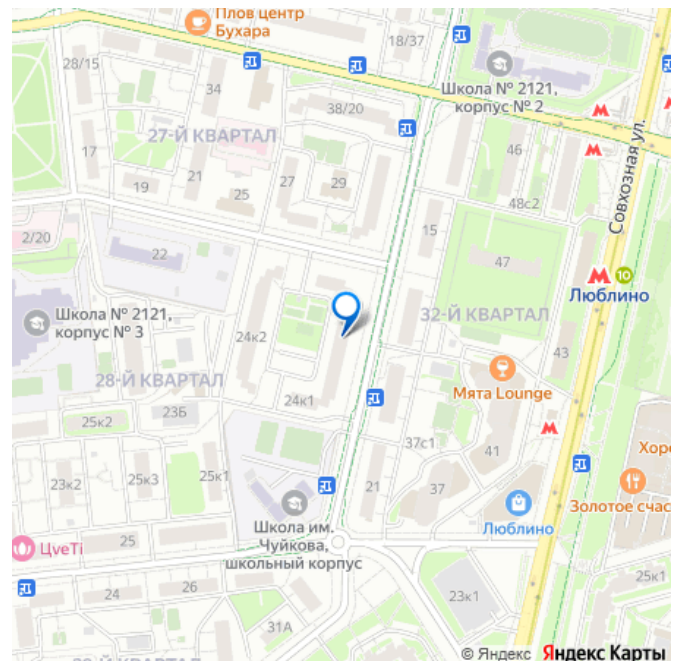 Плов центр
Бухара
18/37
28/15
34
Школа № 2121,
корпус № 2
38/20
27-Й КВАРТАЛ
17
21
19
25
27
29
46
48с2
Совхозная ул.
2/20
22
15
47
10
Люблино
Школа № 2121,
корпус № 3
24к2
32-Й КВАРТАЛ
43
28-Й КВАРТАЛ
Мята Lounge
24к1
23Б
25к2
37с1
41
25к3
25к1
23к2
21
37
Золотое счас
Школа им.
Чуйкова,
школьный корпус
Люблино
ЦveTi
25
24
26
23к1
25к1
31А
© Яндекс Яндекс Карты